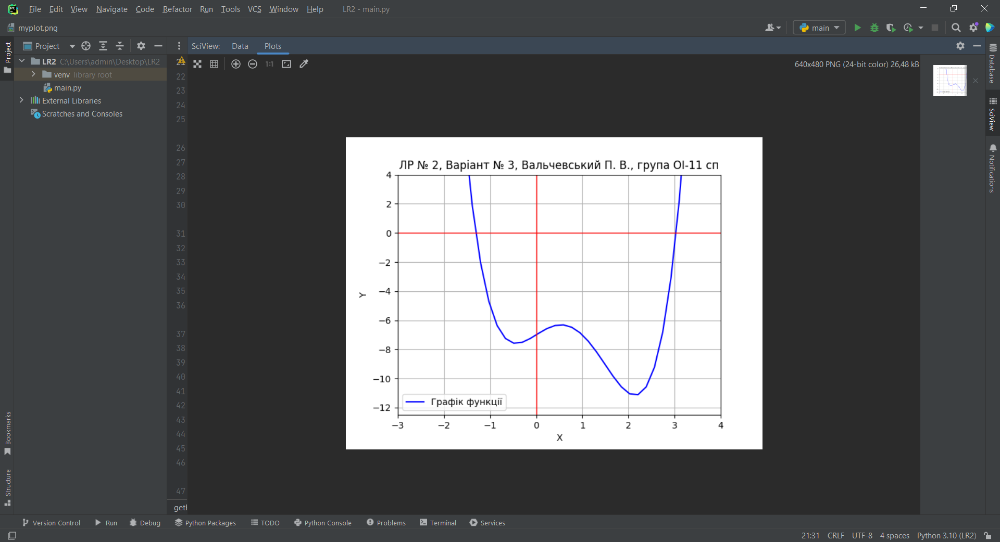 File Edit View Navigate Code Refactor Run Tools VCS Window Help LR2 - main.py
myplot.png
main
Project
Project
SciView: Data Plots
LR2 C:\Users\admin\Desktop\LR2
venv library root
main.py
External Libraries
Scratches and Consoles
21
22
23
24
25
26
27
28
29
30
31
32
33
34
35
36
37
38
39
40
41
42
43
44
45
46
47
1:1
640x480 PNG (24-bit color) 26,48 kB
ЛР № 2, Варіант № 3, Вальчевський П. В., група ОІ-11 сп
4
2
0
−2
−4
−6
−8
−10
−12
Y
Графік функції
−3 −2 −1 0 1 2 3 4
X
Database
SciView
Notifications
Bookmarks
Structure
getl
Version Control Run Debug Python Packages TODO Python Console Problems Terminal Services
21:31 CRLF UTF-8 4 spaces Python 3.10 (LR2)